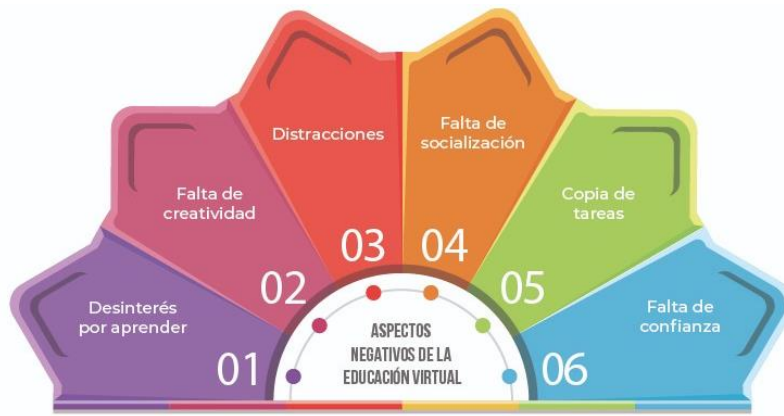 Desinterés
por aprender
01
Falta de
creatividad
02
Distracciones
03
Falta de
socialización
04
Copia de
tareas
05
Falta de
confianza
06
ASPECTOS
NEGATIVOS DE LA
EDUCACIÓN VIRTUAL